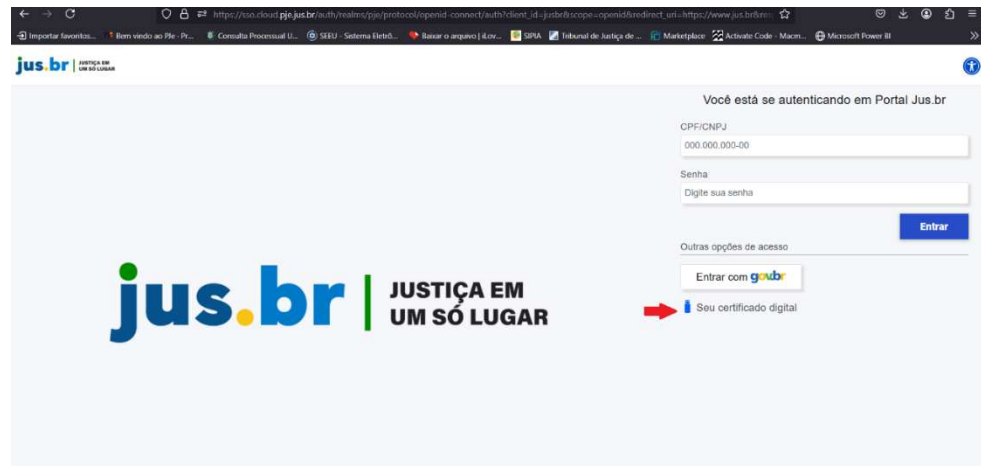 https://sso.cloud.pje.jus.br/auth/realms/pje/protocol/openid-connect/auth?client_id=jusbr&scope=openid&redirect_uri=https://www.jus.br&res
Importar favoritos... Bem vindo ao PJe - Pr... Consulta Processual U... SEEU - Sistema Eletrô... Baixar o arquivo | iLov... SIPIA Tribunal de Justiça de ... Marketplace Activate Code - Macm... Microsoft Power BI
jus.br | JUSTIÇA EM
UM SÓ LUGAR
Você está se autenticando em Portal Jus.br
CPF/CNPJ
000.000.000-00
Senha
Digite sua senha
Entrar
Outras opções de acesso
Entrar com gov.br
Seu certificado digital
jus.br | JUSTIÇA EM
UM SÓ LUGAR